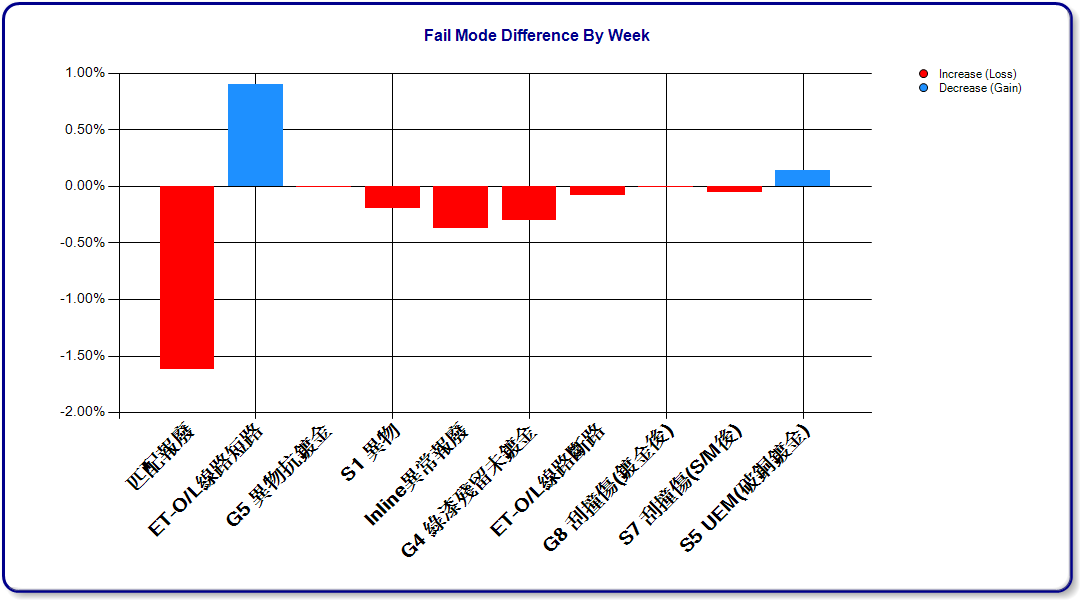 Fail Mode Difference By Week
Increase (Loss)
Decrease (Gain)
1.00%
0.50%
0.00%
-0.50%
-1.00%
-1.50%
-2.00%
匹配報廢
ET-O/L線路短路
G5 異物抗鍍金
S1 異物
Inline異常報廢
G4 綠漆殘留未鍍金
ET-O/L線路斷路
G8 刮撞傷(鍍金後)
S7 刮撞傷(S/M後)
S5 UEM(破銅鍍金)